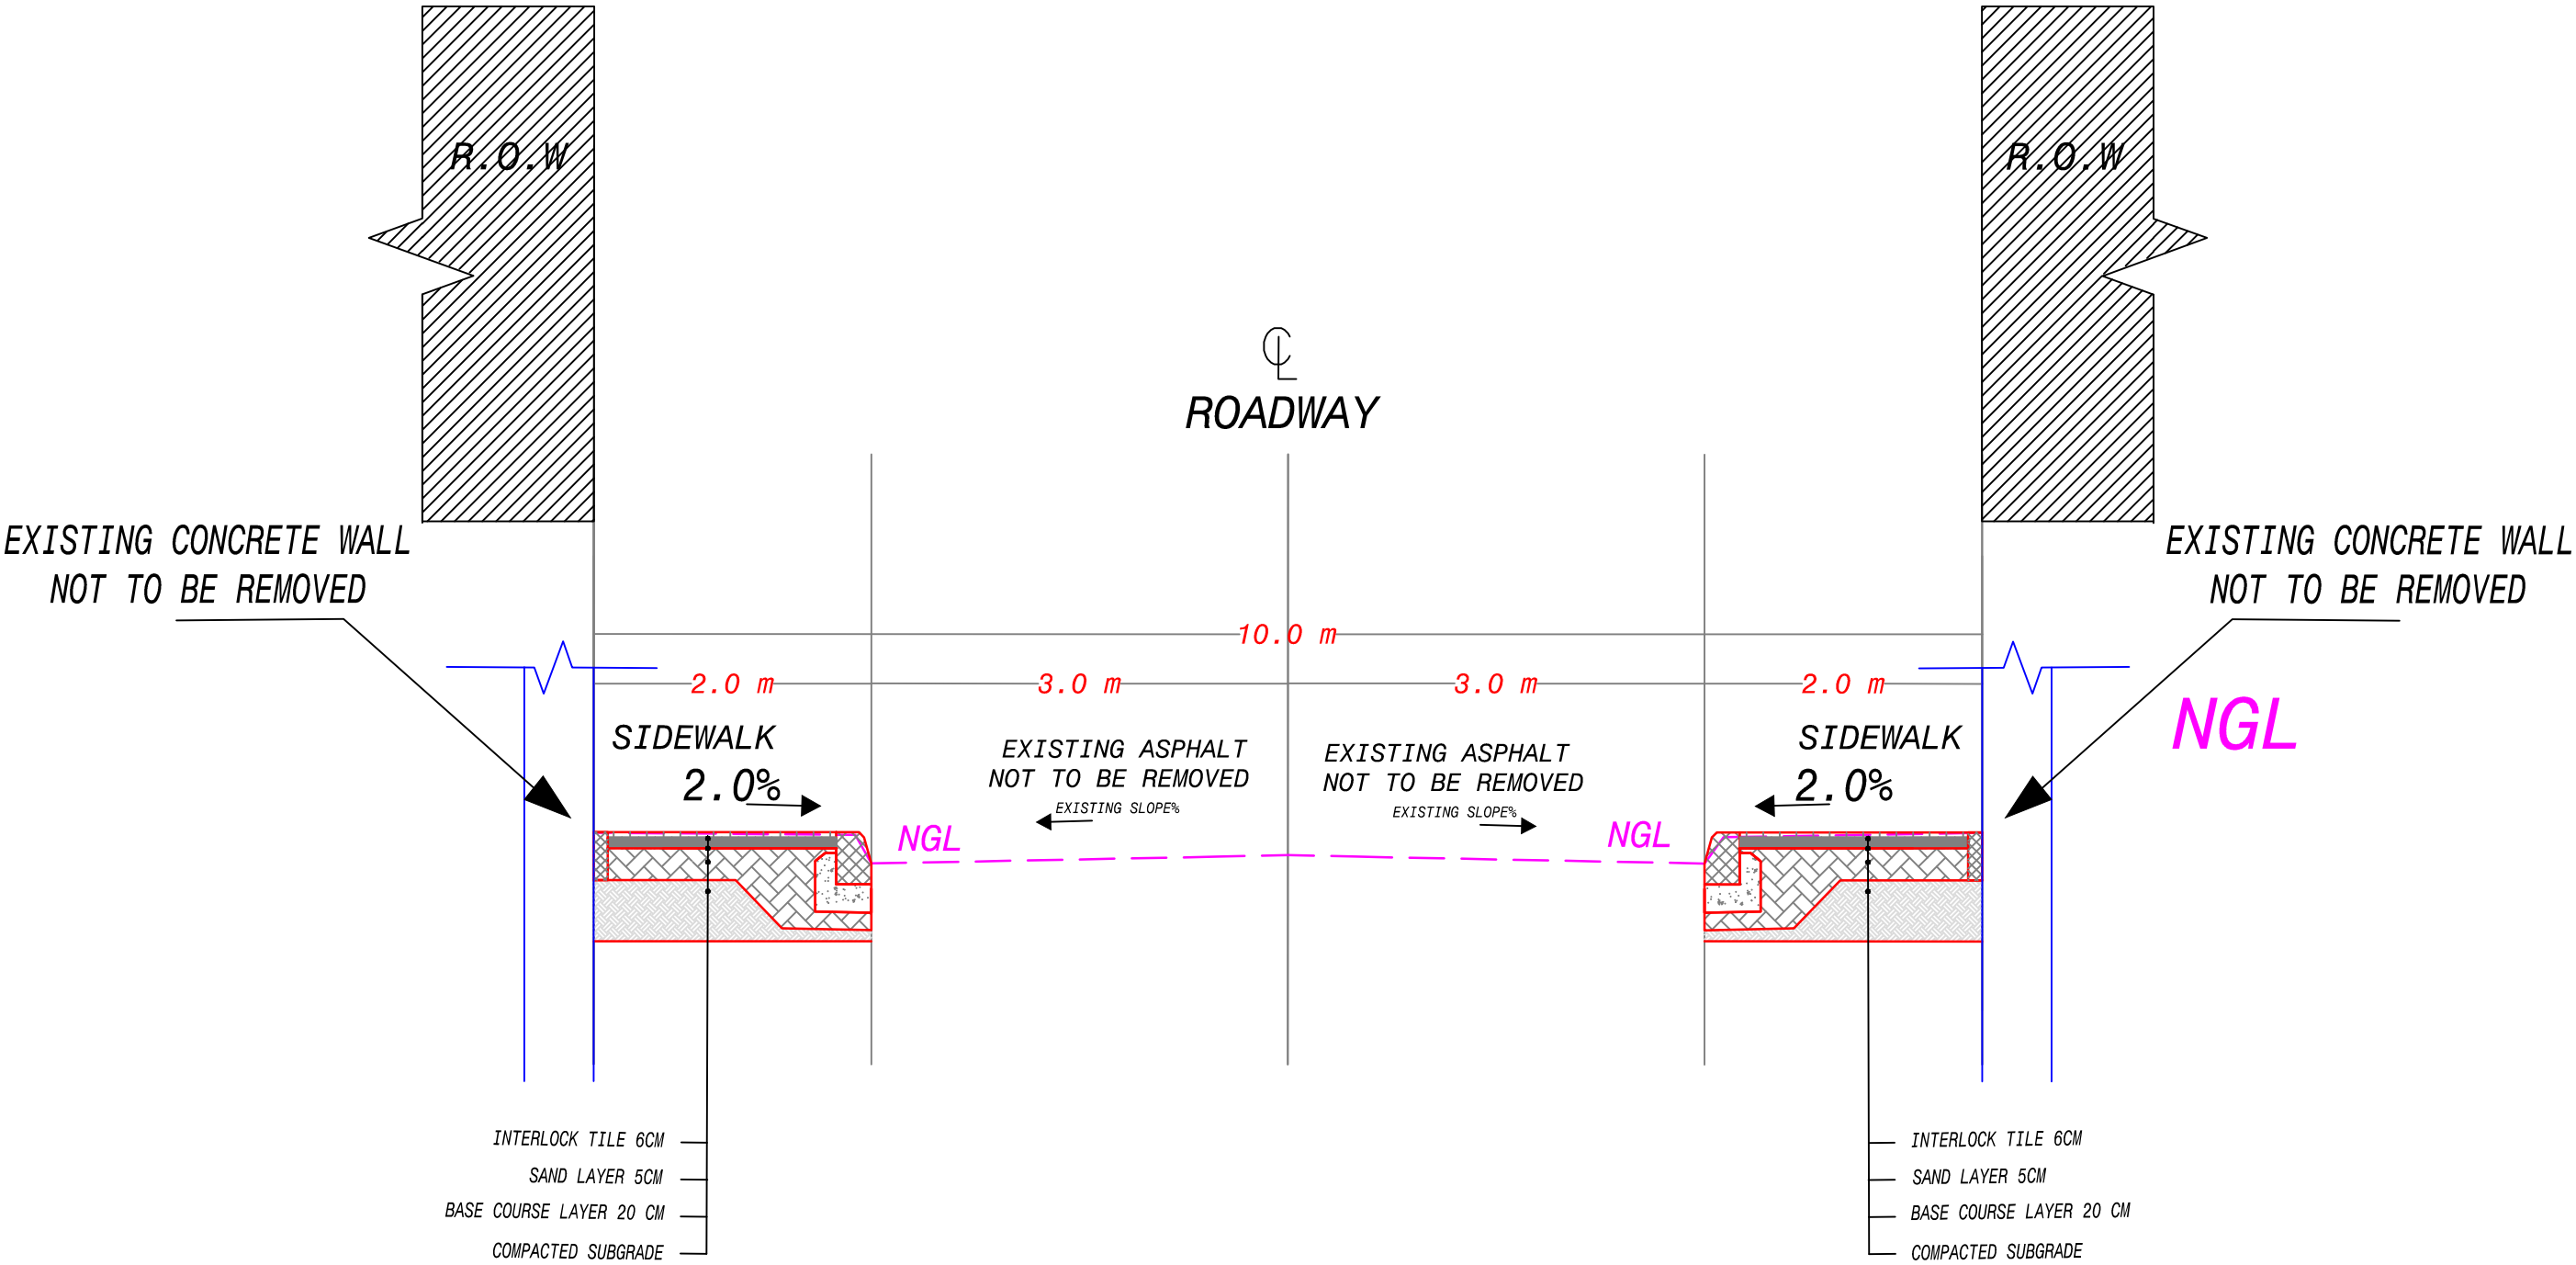 R.O.W
R.O.W
℄
ROADWAY
EXISTING CONCRETE WALL
NOT TO BE REMOVED
EXISTING CONCRETE WALL
NOT TO BE REMOVED
10.0 m
2.0 m
3.0 m
3.0 m
2.0 m
NGL
SIDEWALK
2.0%
EXISTING ASPHALT
NOT TO BE REMOVED
EXISTING SLOPE%
EXISTING ASPHALT
NOT TO BE REMOVED
EXISTING SLOPE%
SIDEWALK
2.0%
NGL
NGL
INTERLOCK TILE 6CM
SAND LAYER 5CM
BASE COURSE LAYER 20 CM
COMPACTED SUBGRADE
INTERLOCK TILE 6CM
SAND LAYER 5CM
BASE COURSE LAYER 20 CM
COMPACTED SUBGRADE